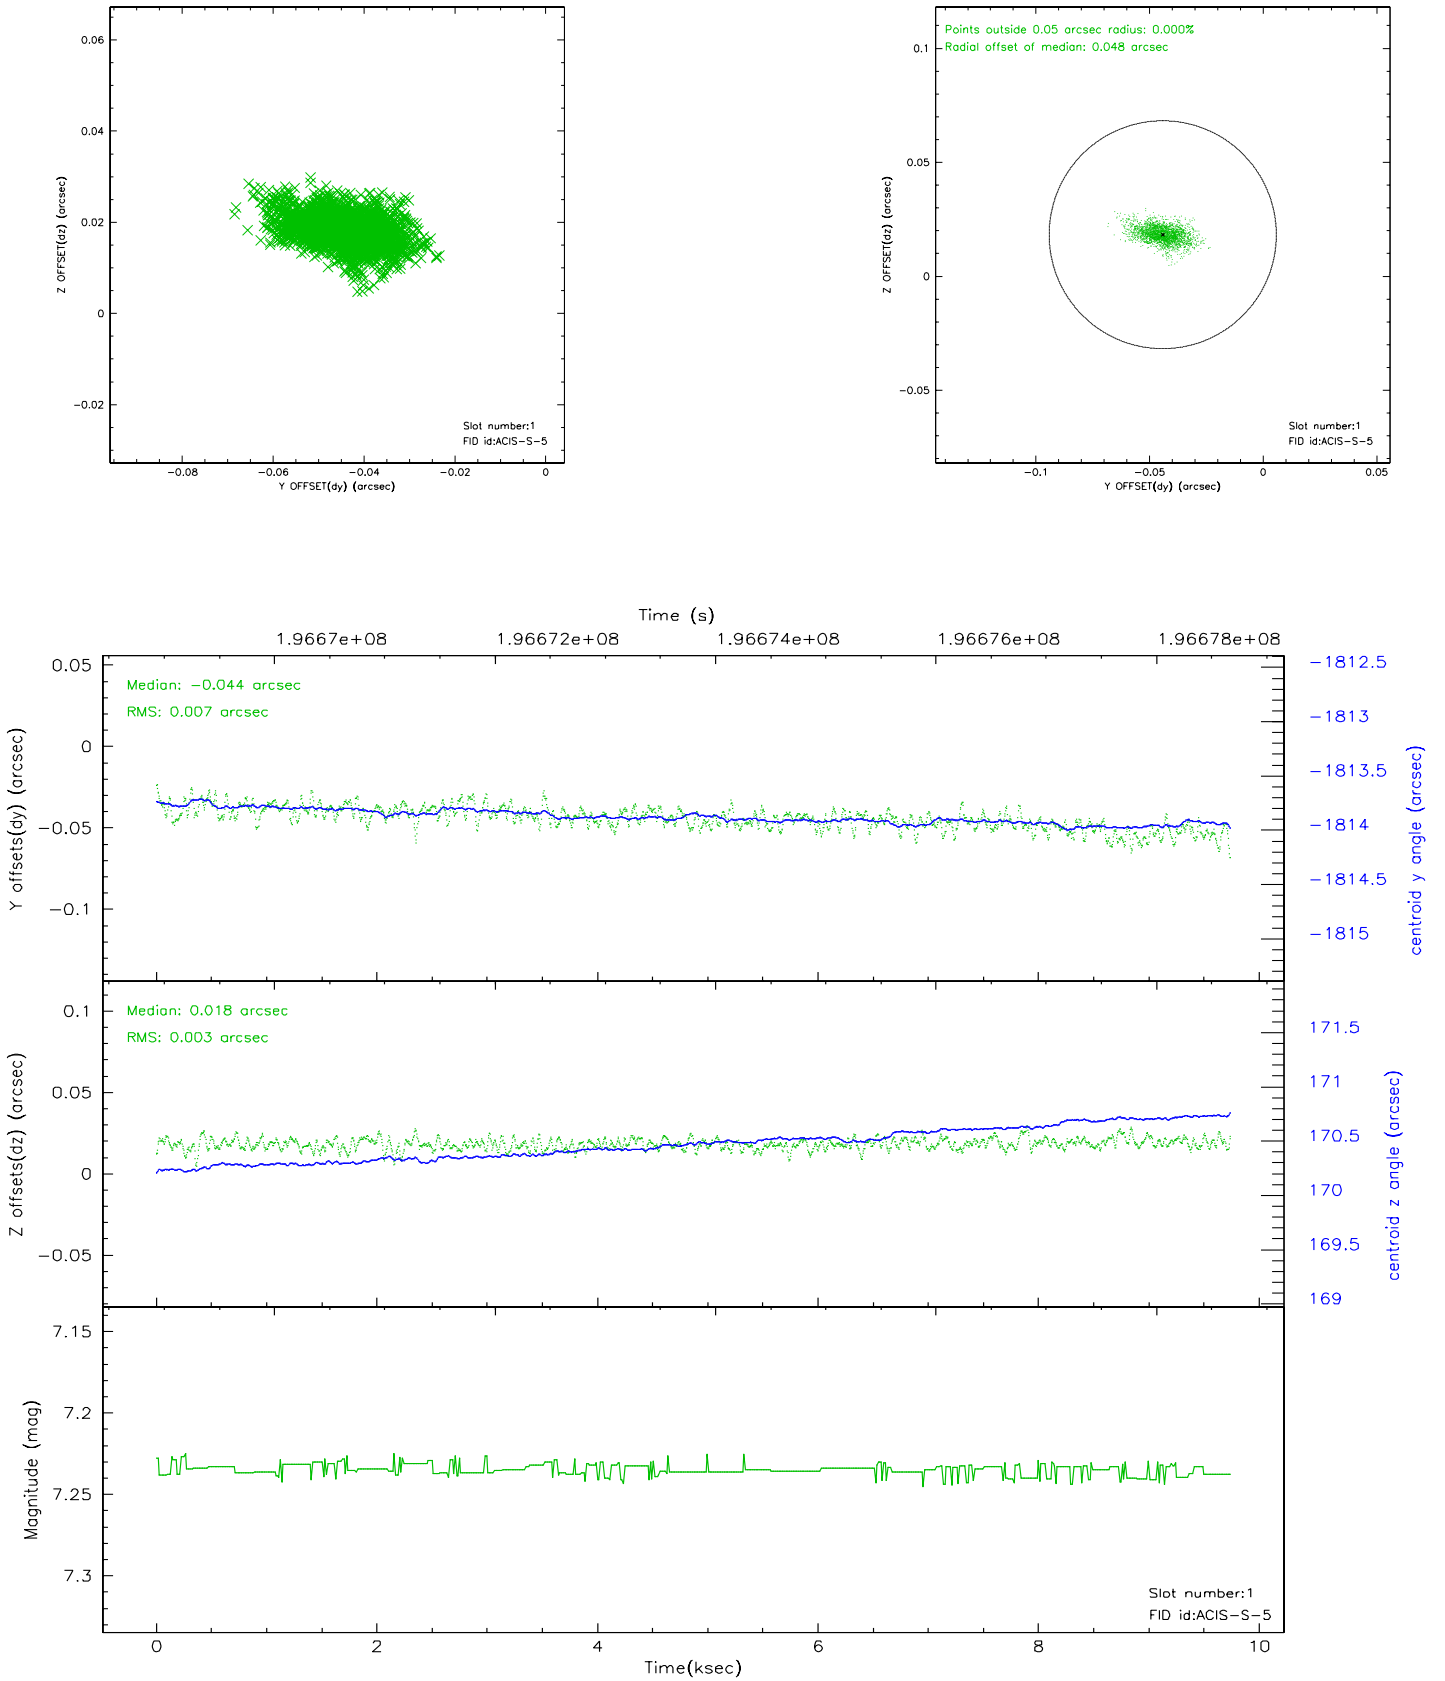 0.06
0.04
0.02
0
-0.02
Z OFFSET(dz) (arcsec)
Slot number:1
FID id:ACIS-S-5
-0.08 -0.06 -0.04 -0.02 0
Y OFFSET(dy) (arcsec)
Points outside 0.05 arcsec radius: 0.000%
Radial offset of median: 0.048 arcsec
0.1
0.05
0
-0.05
Z OFFSET(dz) (arcsec)
Slot number:1
FID id:ACIS-S-5
-0.1 -0.05 0 0.05
Y OFFSET(dy) (arcsec)
Time (s)
1.9667e+08 1.96672e+08 1.96674e+08 1.96676e+08 1.96678e+08
0.05
0
-0.05
-0.1
Y offsets(dy) (arcsec)
Median: -0.044 arcsec
RMS: 0.007 arcsec
-1812.5
-1813
-1813.5
-1814
-1814.5
-1815
centroid y angle (arcsec)
0.1
0.05
0
-0.05
Z offsets(dz) (arcsec)
Median: 0.018 arcsec
RMS: 0.003 arcsec
171.5
171
170.5
170
169.5
169
centroid z angle (arcsec)
7.15
7.2
7.25
7.3
Magnitude (mag)
Slot number:1
FID id:ACIS-S-5
0 2 4 6 8 10
Time(ksec)